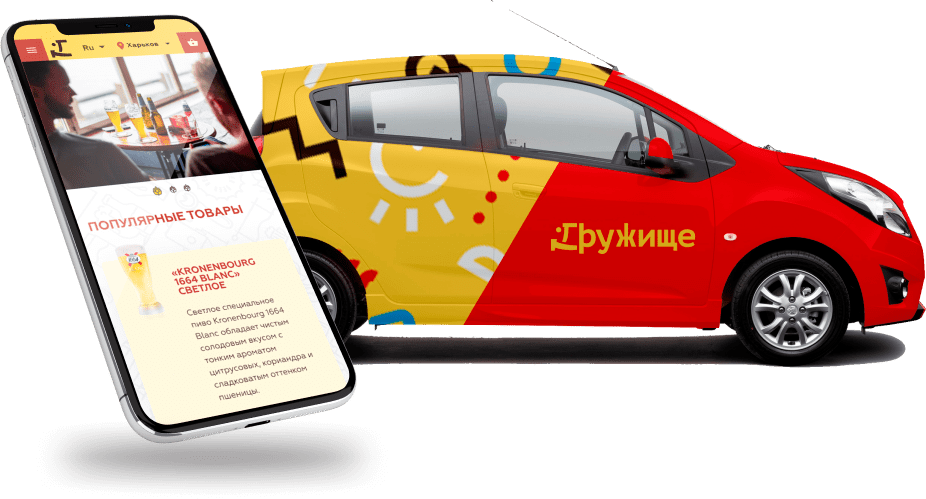 Ru
Харьков
ПОПУЛЯРНЫЕ ТОВАРЫ
«KRONENBOURG
1664 BLANC»
СВЕТЛОЕ
Светлое специальное
пиво Kronenbourg 1664
Blanc обладает чистым
солодовым вкусом с
тонким ароматом
цитрусовых, кориандра и
сладковатым оттенком
пшеницы.
Дружище